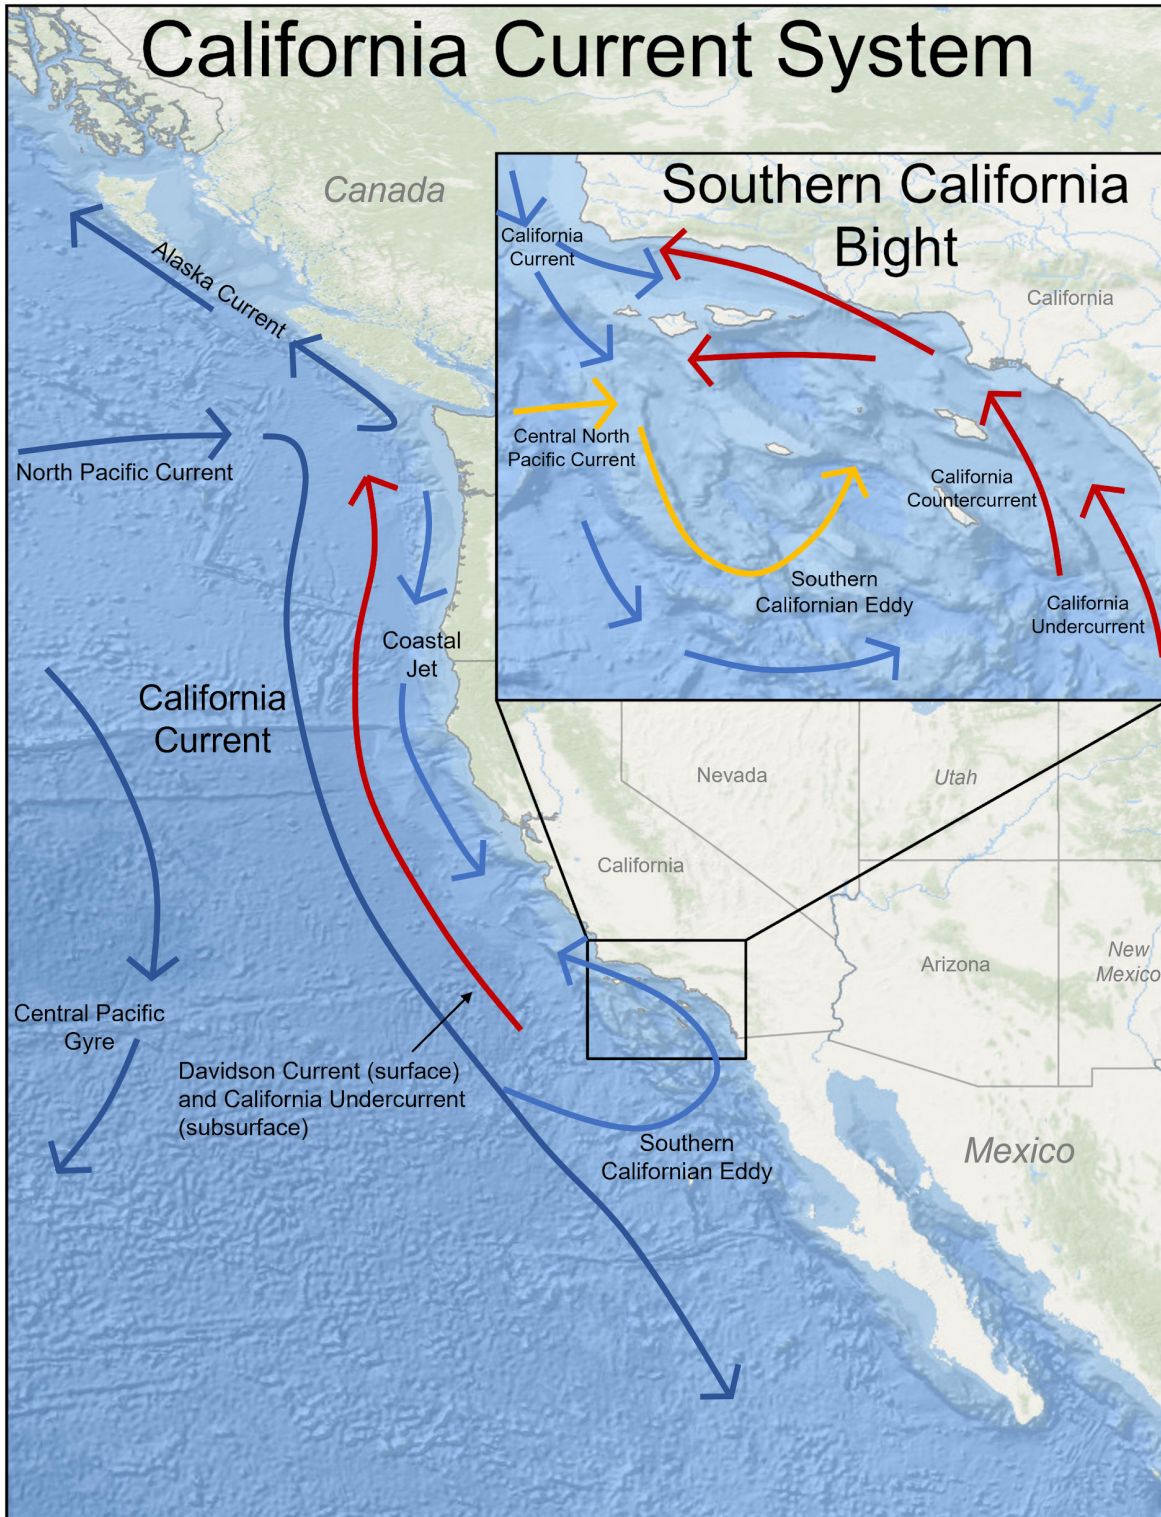 California Current System
Canada
Southern California
Bight
California
Current
California
Alaska Current
North Pacific Current
Central North
Pacific Current
California
Countercurrent
Southern
Californian Eddy
California
Undercurrent
Coastal
Jet
California
Current
Nevada
Utah
California
Arizona
New
Mexico
Central Pacific
Gyre
Davidson Current (surface)
and California Undercurrent
(subsurface)
Southern
Californian Eddy
Mexico